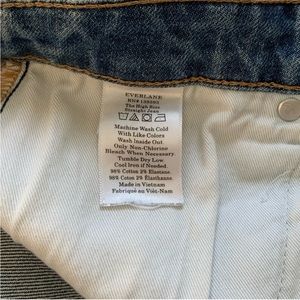 EVERLANE
RN# 139393
The High Rise
Straight Jean
Machine Wash Cold
With Like Colors
Wash Inside Out.
Only Non-Chlorine
Bleach When Necessary
Tumble Dry Low
Cool Iron if Needed.
98% Cotton 2% Elastane.
98% Coton 2% Élasthanne.
Made in Vietnam
Fabriqué au Viêt-Nam